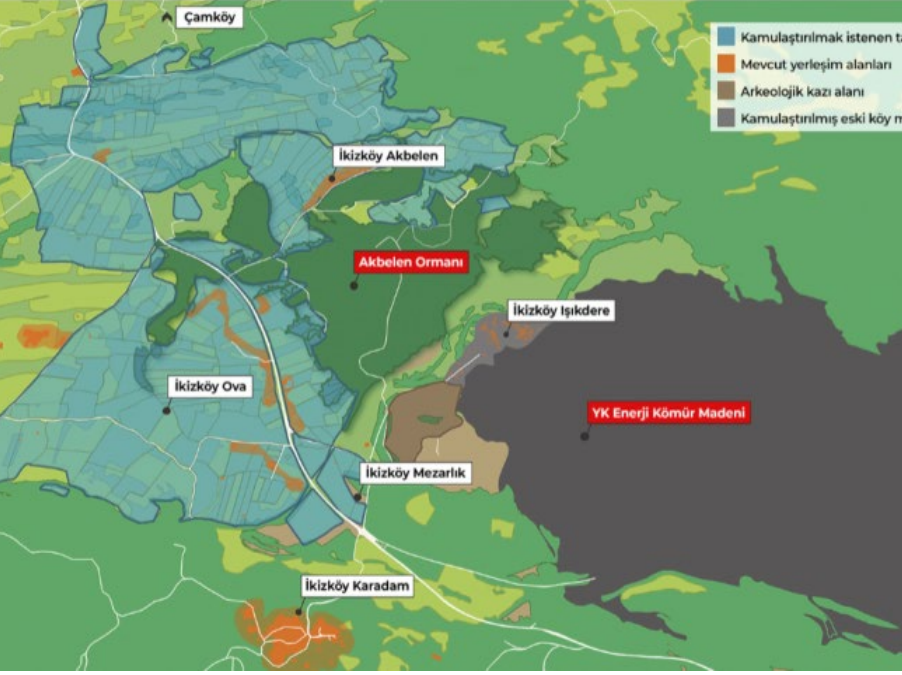 Çamköy
Kamulaştırılmak istenen
Mevcut yerleşim alanları
Arkeolojik kazı alanı
Kamulaştırılmış eski köy
İkizköy Akbelen
Akbelen Ormanı
İkizköy Işıkdere
İkizköy Ova
YK Enerji Kömür Madeni
İkizköy Mezarlık
İkizköy Karadam